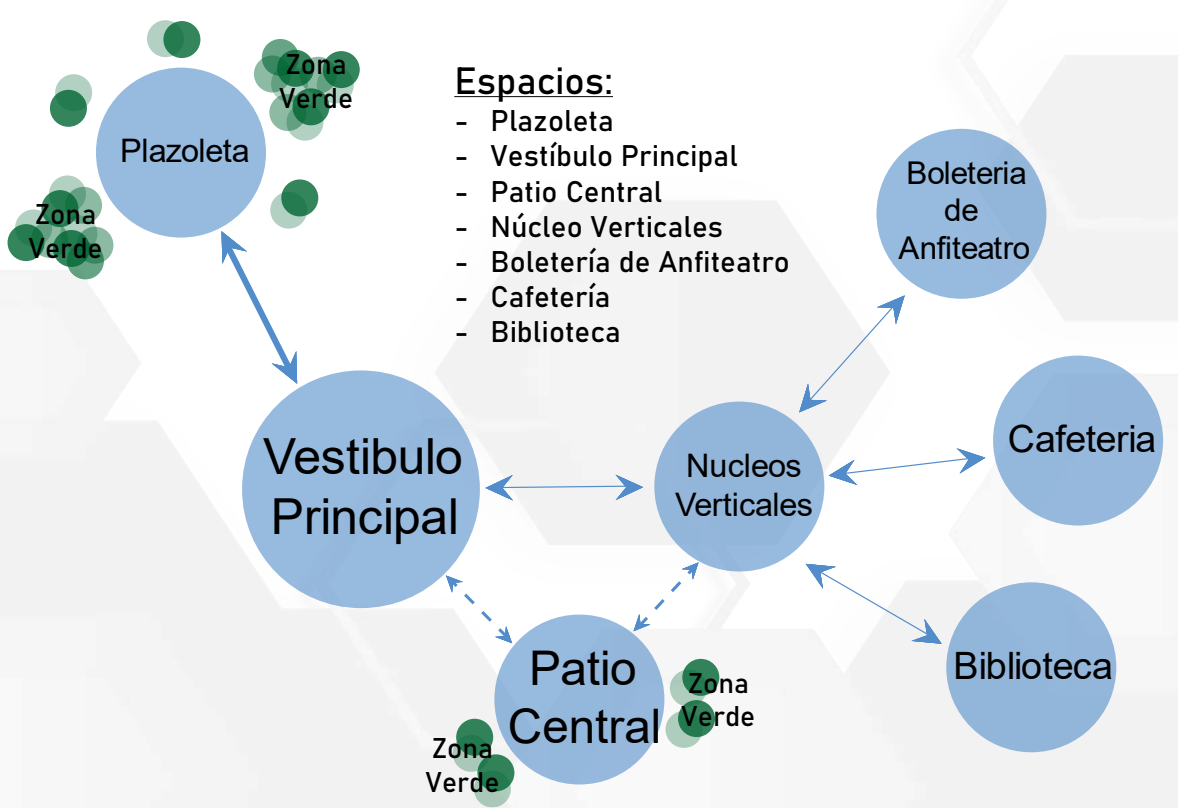 Zona
Verde
Plazoleta
Zona
Verde
Espacios:
- Plazoleta
- Vestíbulo Principal
- Patio Central
- Núcleo Verticales
- Boletería de Anfiteatro
- Cafetería
- Biblioteca
Boleteria
de
Anfiteatro
Vestibulo
Principal
Nucleos
Verticales
Cafeteria
Biblioteca
Patio
Central
Zona
Verde
Zona
Verde